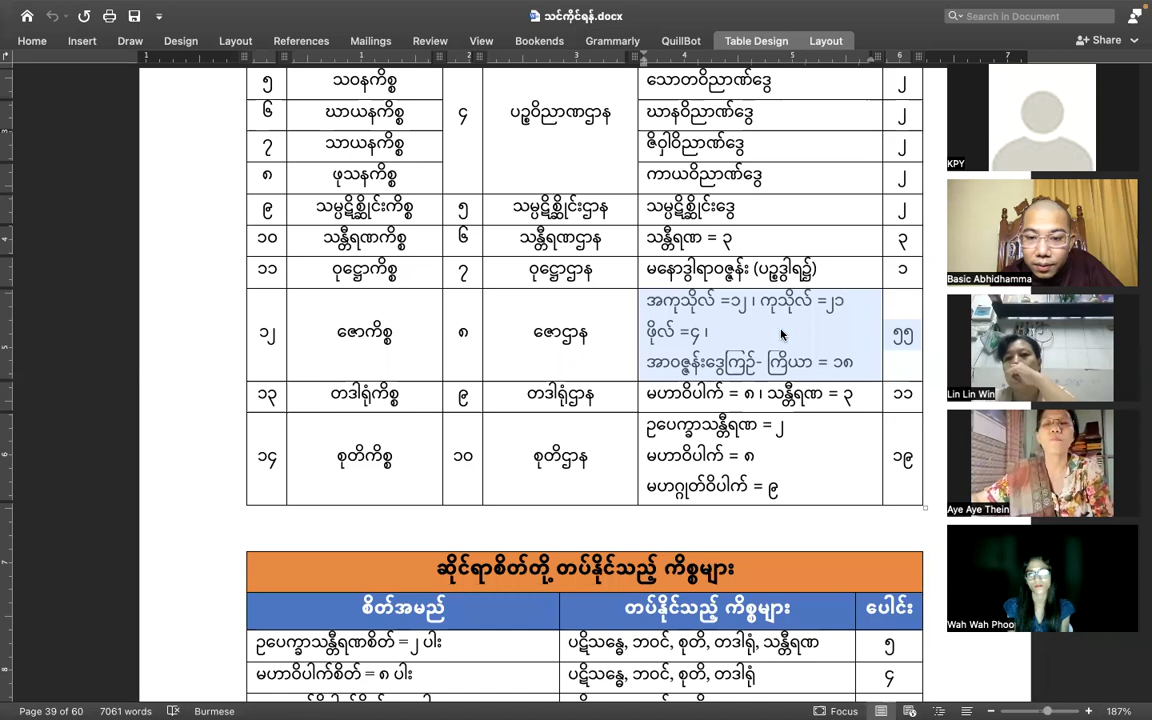 သင်ကိုင်ရန်.docx
Search in Document
Home Insert Draw Design Layout References Mailings Review View Bookends Grammarly QuillBot Table Design Layout Share
၅ သဝနကိစ္စ သောတဝိညာဏ်ဒွေ ၂
၆ ဃာယနကိစ္စ ၄ ပဉ္စဝိညာဏဌာန ဃာနဝိညာဏ်ဒွေ ၂
၇ သာယနကိစ္စ ဇိဝှါဝိညာဏ်ဒွေ ၂
၈ ဖုသနကိစ္စ ကာယဝိညာဏ်ဒွေ ၂
၉ သမ္ပဋိစ္ဆိုင်းကိစ္စ ၅ သမ္ပဋိစ္ဆိုင်းဌာန သမ္ပဋိစ္ဆိုင်းဒွေ ၂
၁၀ သန္တီရဏကိစ္စ ၆ သန္တီရဏဌာန သန္တီရဏ = ၃ ၃
၁၁ ဝုဋ္ဌောကိစ္စ ၇ ဝုဋ္ဌောဌာန မနောဒွါရာဝဇ္ဇန်း (ပဉ္စဒွါရ၌) ၁
အကုသိုလ် =၁၂ ၊ ကုသိုလ် =၂၁
၁၂ ဇောကိစ္စ ၈ ဇောဌာန ဖိုလ် =၄ ၊ ၅၅
အာဝဇ္ဇန်းဒွေကြဉ်- ကြိယာ = ၁၈
၁၃ တဒါရုံကိစ္စ ၉ တဒါရုံဌာန မဟာဝိပါက် = ၈ ၊ သန္တီရဏ = ၃ ၁၁
ဥပေက္ခာသန္တီရဏ = ၂
၁၄ စုတိကိစ္စ ၁၀ စုတိဌာန မဟာဝိပါက် = ၈ ၁၉
မဟဂ္ဂုတ်ဝိပါက် = ၉
ဆိုင်ရာစိတ်တို့ တပ်နိုင်သည့် ကိစ္စများ
စိတ်အမည် တပ်နိုင်သည့် ကိစ္စများ ပေါင်း
ဥပေက္ခာသန္တီရဏစိတ် =၂ ပါး ပဋိသန္ဓေ, ဘဝင်, စုတိ, တဒါရုံ, သန္တီရဏ ၅
မဟာဝိပါက်စိတ် = ၈ ပါး ပဋိသန္ဓေ, ဘဝင်, စုတိ, တဒါရုံ ၄
KPY
Basic Abhidhamma
Lin Lin Win
Aye Aye Thein
Wah Wah Phoo
Page 39 of 60 7061 words Burmese Focus 187%